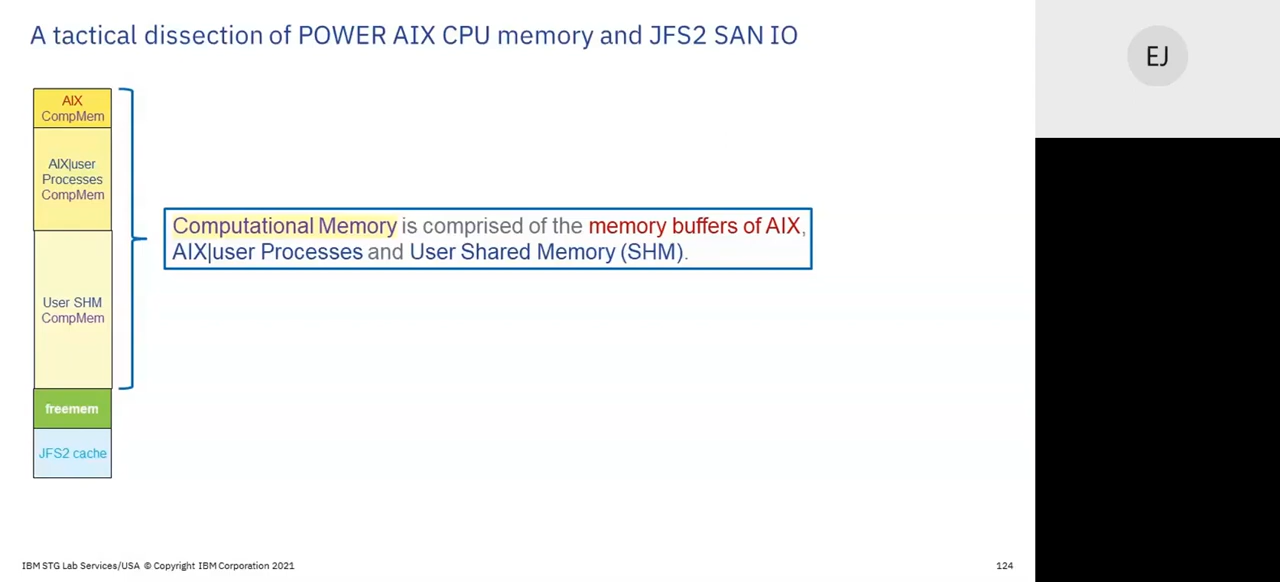 A tactical dissection of POWER AIX CPU memory and JFS2 SAN IO
EJ
AIX
CompMem
AIX|user
Processes
CompMem
Computational Memory is comprised of the memory buffers of AIX,
AIX|user Processes and User Shared Memory (SHM).
User SHM
CompMem
freemem
JFS2 cache
IBM STG Lab Services/USA © Copyright IBM Corporation 2021
124